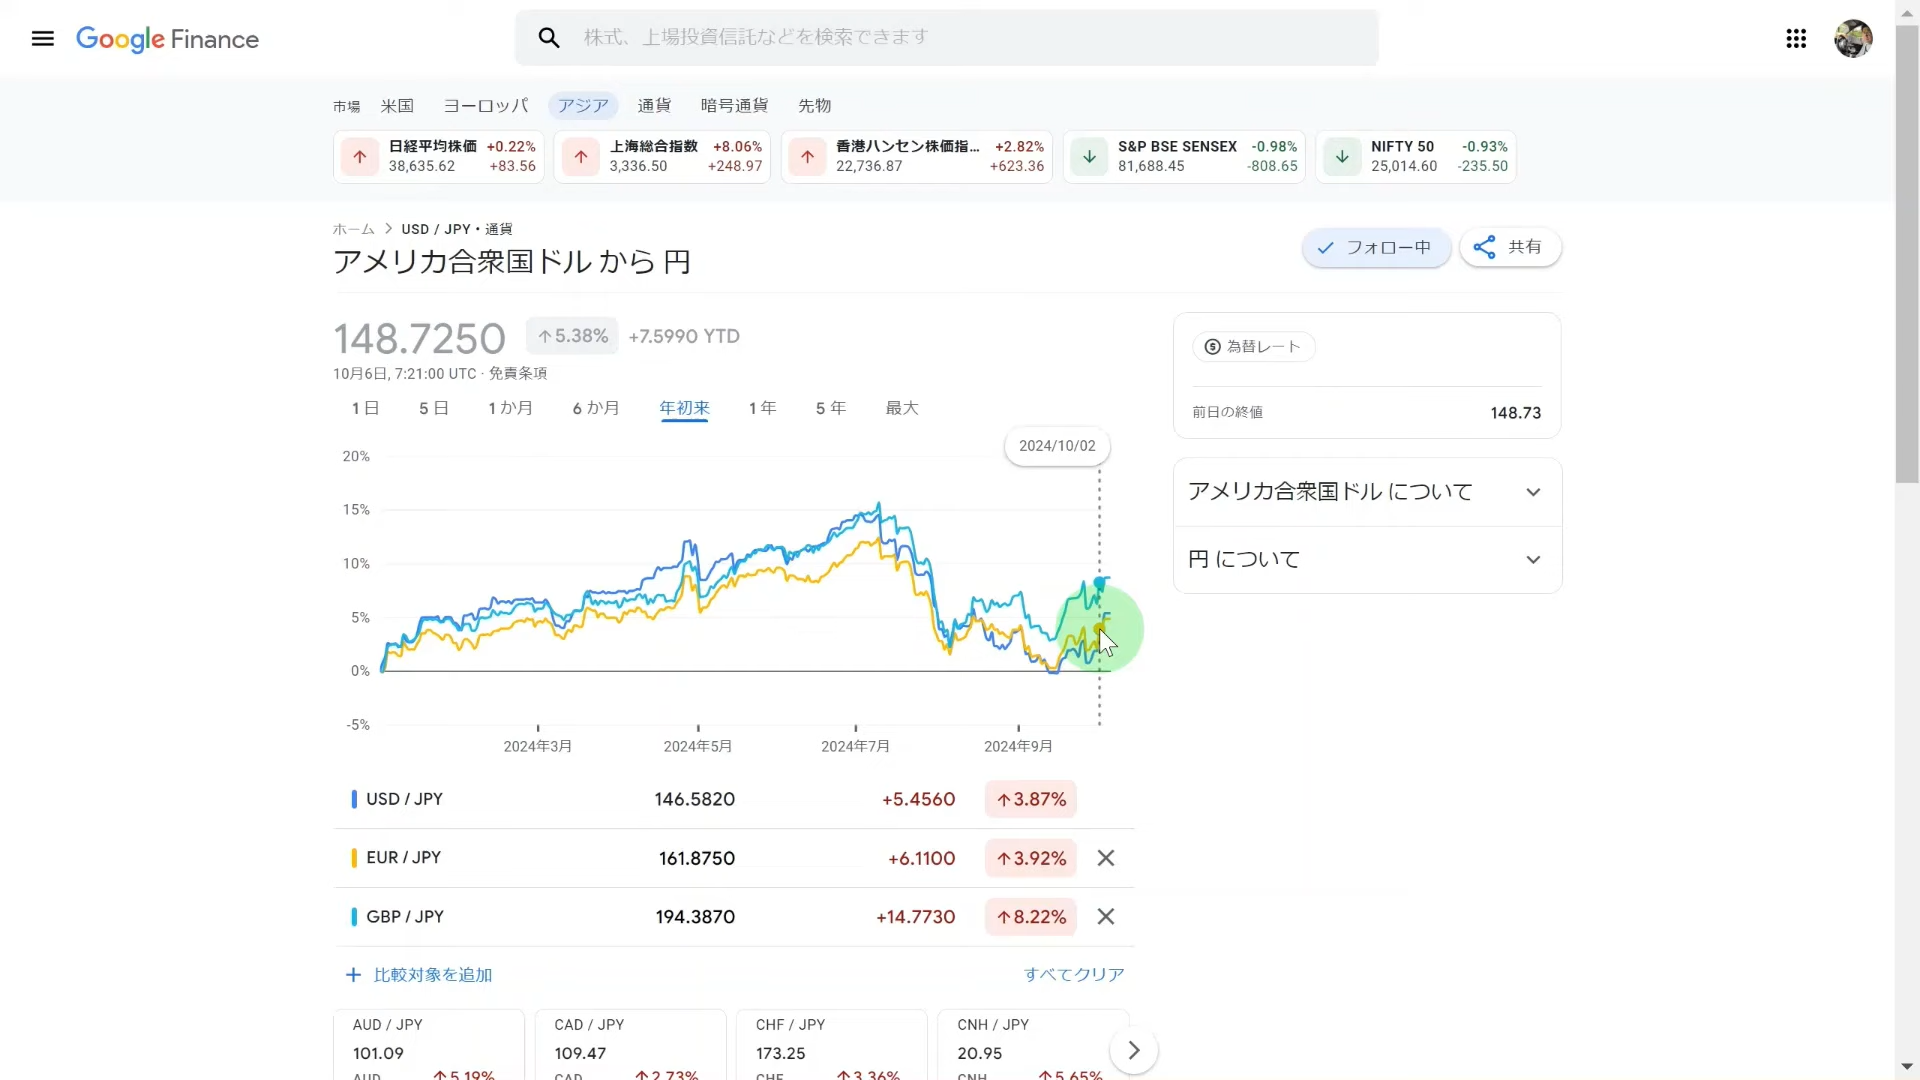 Google Finance
株式、上場投資信託などを検索できます
市場 米国 ヨーロッパ アジア 通貨 暗号通貨 先物
日経平均株価 +0.22%
38,635.62 +83.56
上海総合指数 +8.06%
3,336.50 +248.97
香港ハンセン株価指... +2.82%
22,736.87 +623.36
S&P BSE SENSEX -0.98%
81,688.45 -808.65
NIFTY 50 -0.93%
25,014.60 -235.50
ホーム > USD / JPY • 通貨
アメリカ合衆国ドル から 円
フォロー中
共有
148.7250 ↑5.38% +7.5990 YTD
10月6日, 7:21:00 UTC · 免責条項
1日 5日 1か月 6か月 年初来 1年 5年 最大
2024/10/02
20%
15%
10%
5%
0%
-5%
2024年3月 2024年5月 2024年7月 2024年9月
為替レート
前日の終値 148.73
アメリカ合衆国ドル について
円 について
USD / JPY 146.5820 +5.4560 ↑3.87%
EUR / JPY 161.8750 +6.1100 ↑3.92%
GBP / JPY 194.3870 +14.7730 ↑8.22%
+ 比較対象を追加 すべてクリア
AUD / JPY
101.09
AUD ↑5.19%
CAD / JPY
109.47
CAD ↑2.73%
CHF / JPY
173.25
CHF ↑3.36%
CNH / JPY
20.95
CNH ↑5.65%